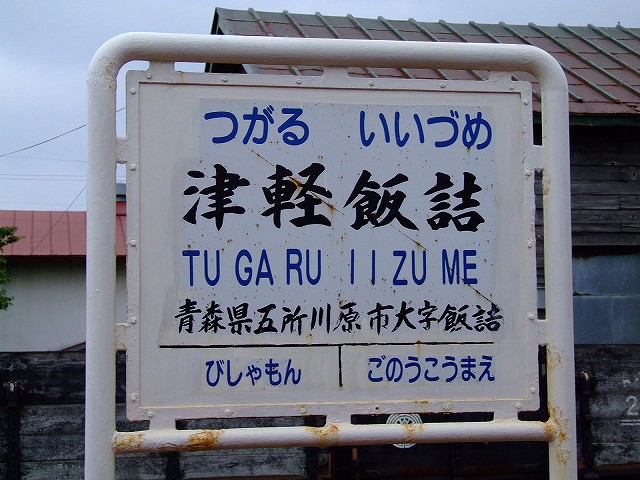 つがる いいづめ
津軽飯詰
TU GA RU I I ZU ME
青森県五所川原市大字飯詰
びしゃもん ごのうこうまえ
2